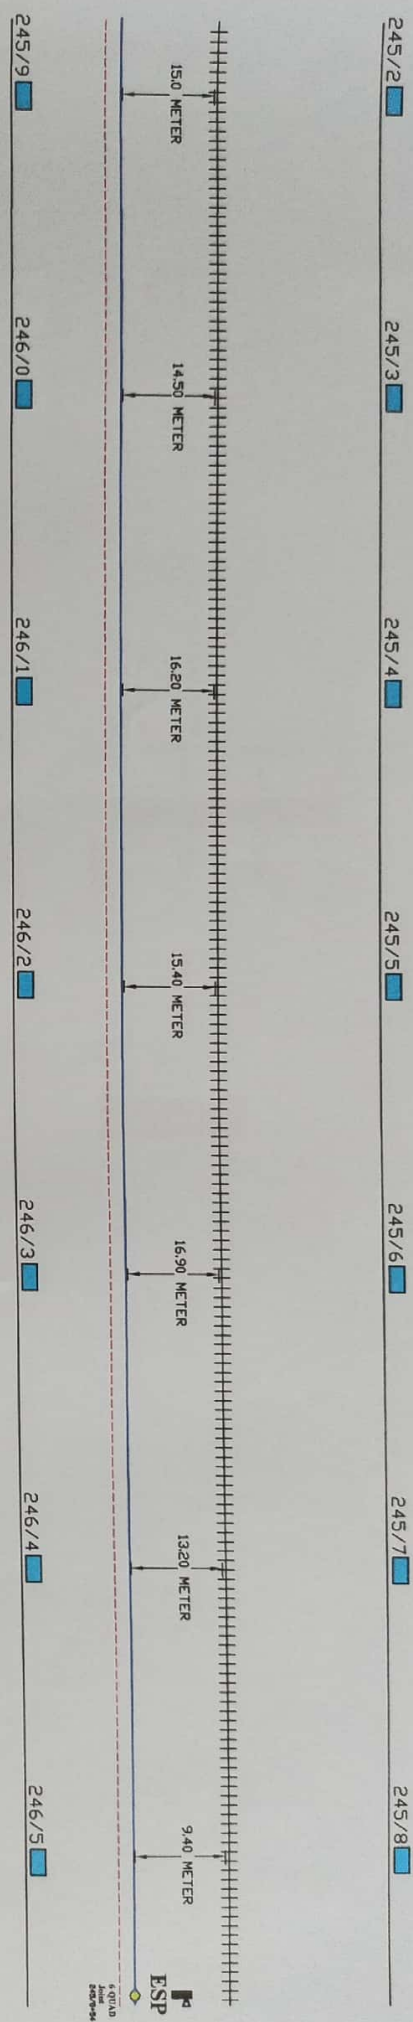 245/2
245/3
245/4
245/5
245/6
245/7
245/8
15.0 METER
14.50 METER
16.20 METER
15.40 METER
16.90 METER
13.20 METER
9.40 METER
ESP
6 QUAD
Joint
245/9
246/0
246/1
246/2
246/3
246/4
246/5